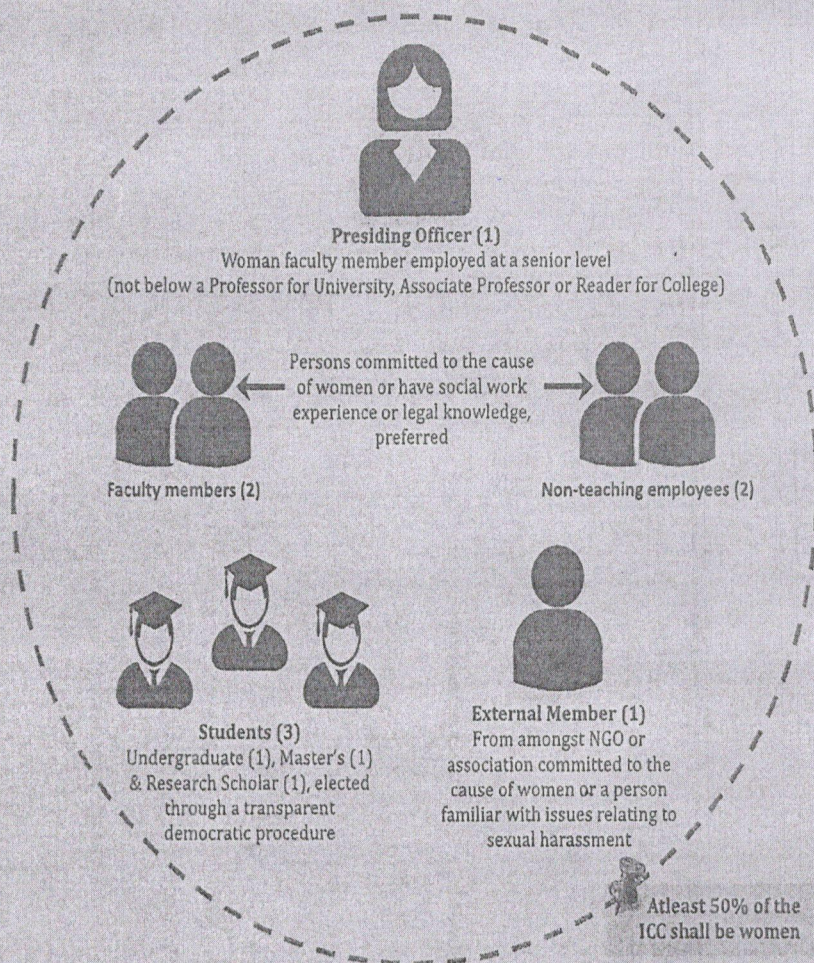 Presiding Officer (1)
Woman faculty member employed at a senior level
(not below a Professor for University, Associate Professor or Reader for College)
Persons committed to the cause
of women or have social work
experience or legal knowledge,
preferred
Faculty members (2)
Non-teaching employees (2)
Students (3)
Undergraduate (1), Master's (1)
& Research Scholar (1), elected
through a transparent
democratic procedure
External Member (1)
From amongst NGO or
association committed to the
cause of women or a person
familiar with issues relating to
sexual harassment
Atleast 50% of the
ICC shall be women